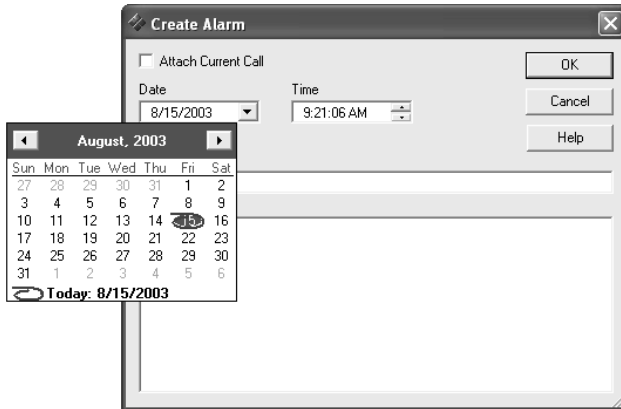 Create Alarm
Attach Current Call
OK
Date
Time
8/15/2003
9:21:06 AM
Cancel
Help
August, 2003
Sun Mon Tue Wed Thu Fri Sat
27 28 29 30 31 1 2
3 4 5 6 7 8 9
10 11 12 13 14 15 16
17 18 19 20 21 22 23
24 25 26 27 28 29 30
31 1 2 3 4 5 6
Today: 8/15/2003